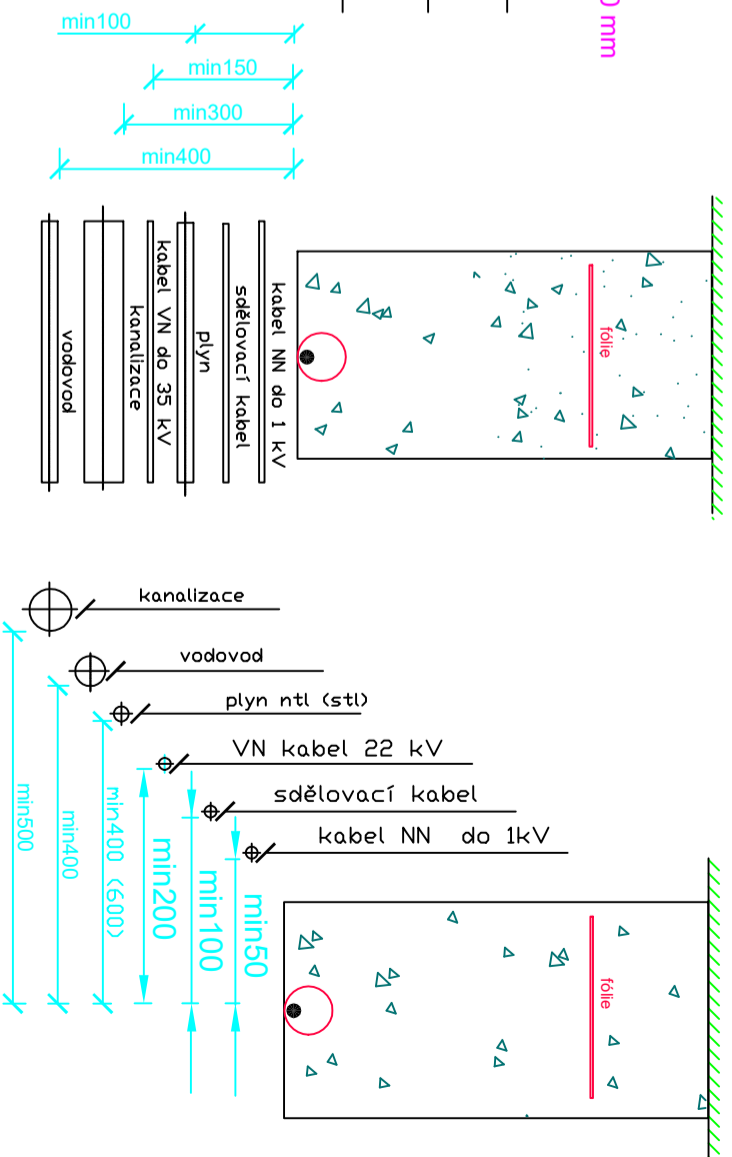 0 mm
min100
min150
min300
min400
fólie
kabel NN do 1 kV
sdělovací kabel
plyn
kabel VN do 35 kV
kanalizace
vodovod
kanalizace
vodovod
plyn ntl (stl)
VN kabel 22 kV
sdělovací kabel
kabel NN do 1kV
fólie
min50
min100
min200
min400 (600)
min400
min500